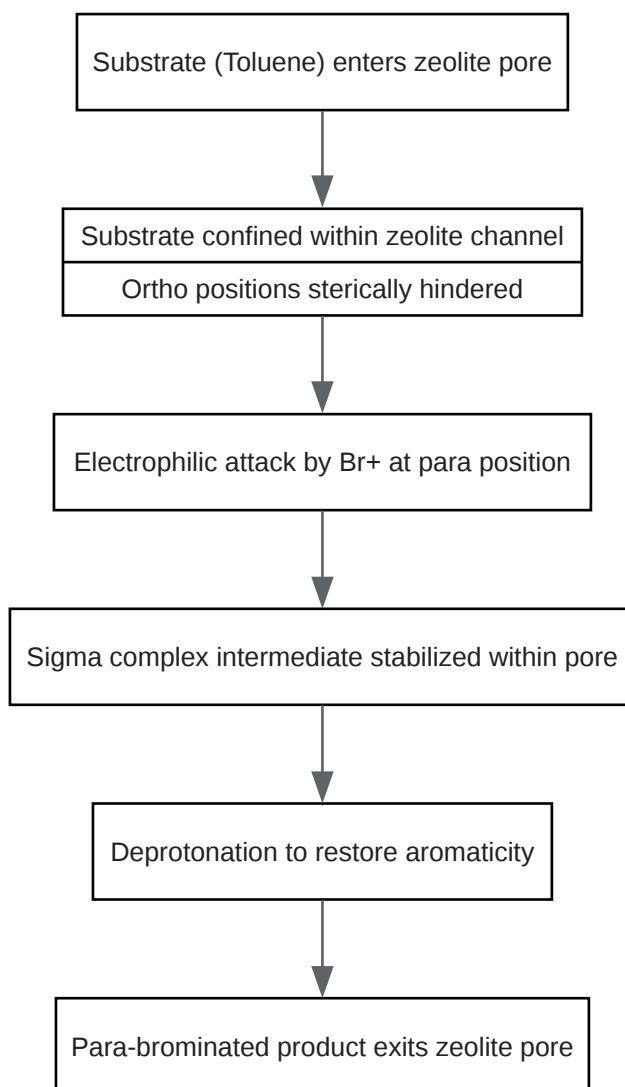 Substrate (Toluene) enters zeolite pore
Substrate confined within zeolite channel
Ortho positions sterically hindered
Electrophilic attack by Br+ at para position
Sigma complex intermediate stabilized within pore
Deprotonation to restore aromaticity
Para-brominated product exits zeolite pore